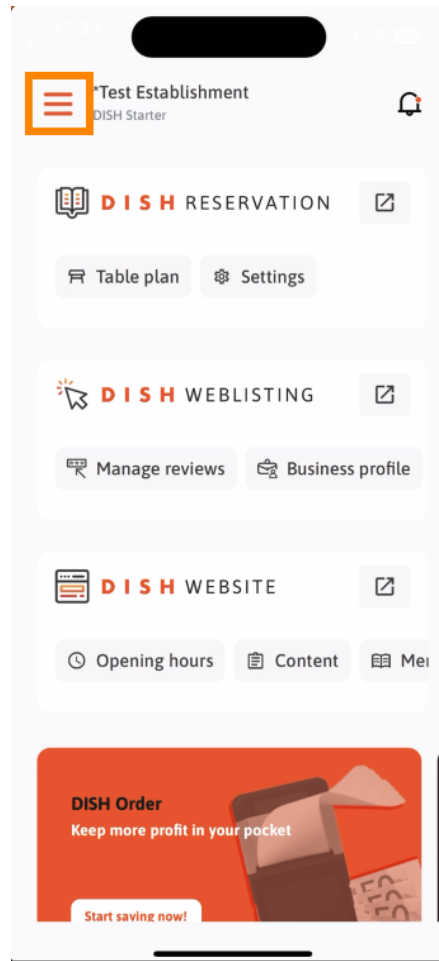 *Test Establishment
DISH Starter
DISH RESERVATION
Table plan Settings
DISH WEBLISTING
Manage reviews Business profile
DISH WEBSITE
Opening hours Content
DISH Order
Keep more profit in your pocket
Start saving now!